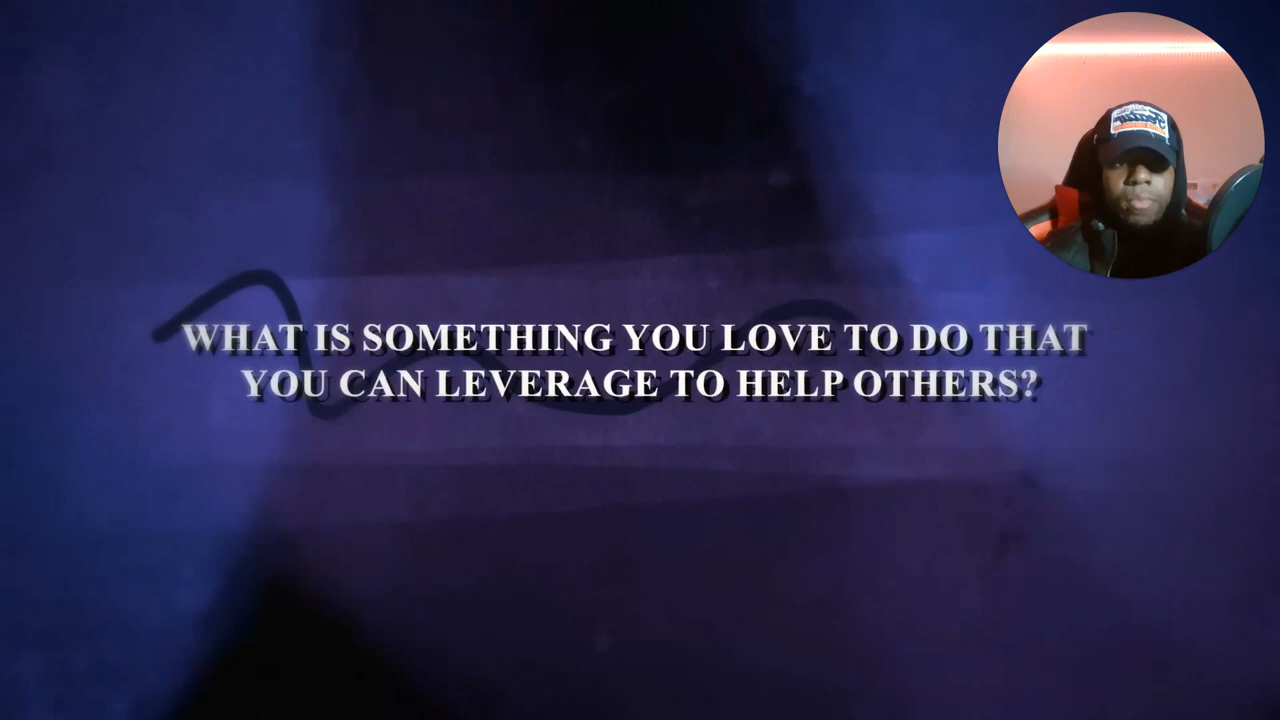 WHAT IS SOMETHING YOU LOVE TO DO THAT
YOU CAN LEVERAGE TO HELP OTHERS?